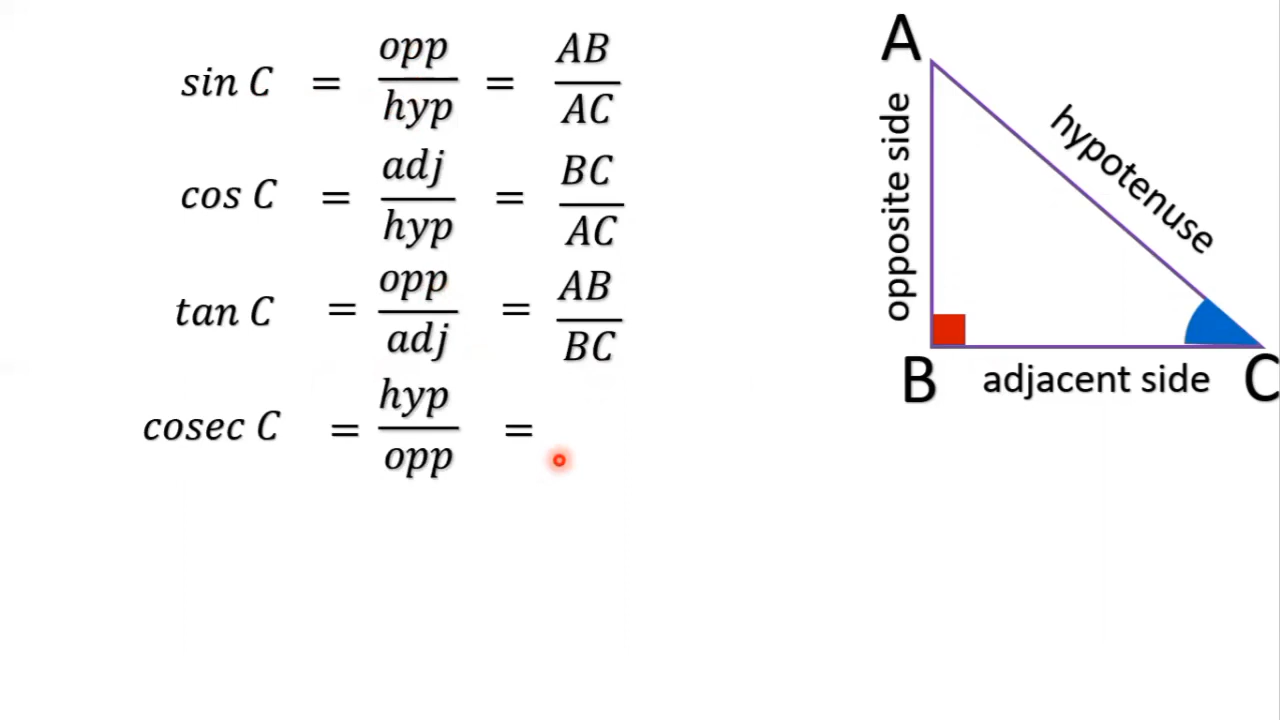 sin C = opp/hyp = AB/AC
cos C = adj/hyp = BC/AC
tan C = opp/adj = AB/BC
cosec C = hyp/opp =
A
opposite side
hypotenuse
B
adjacent side
C